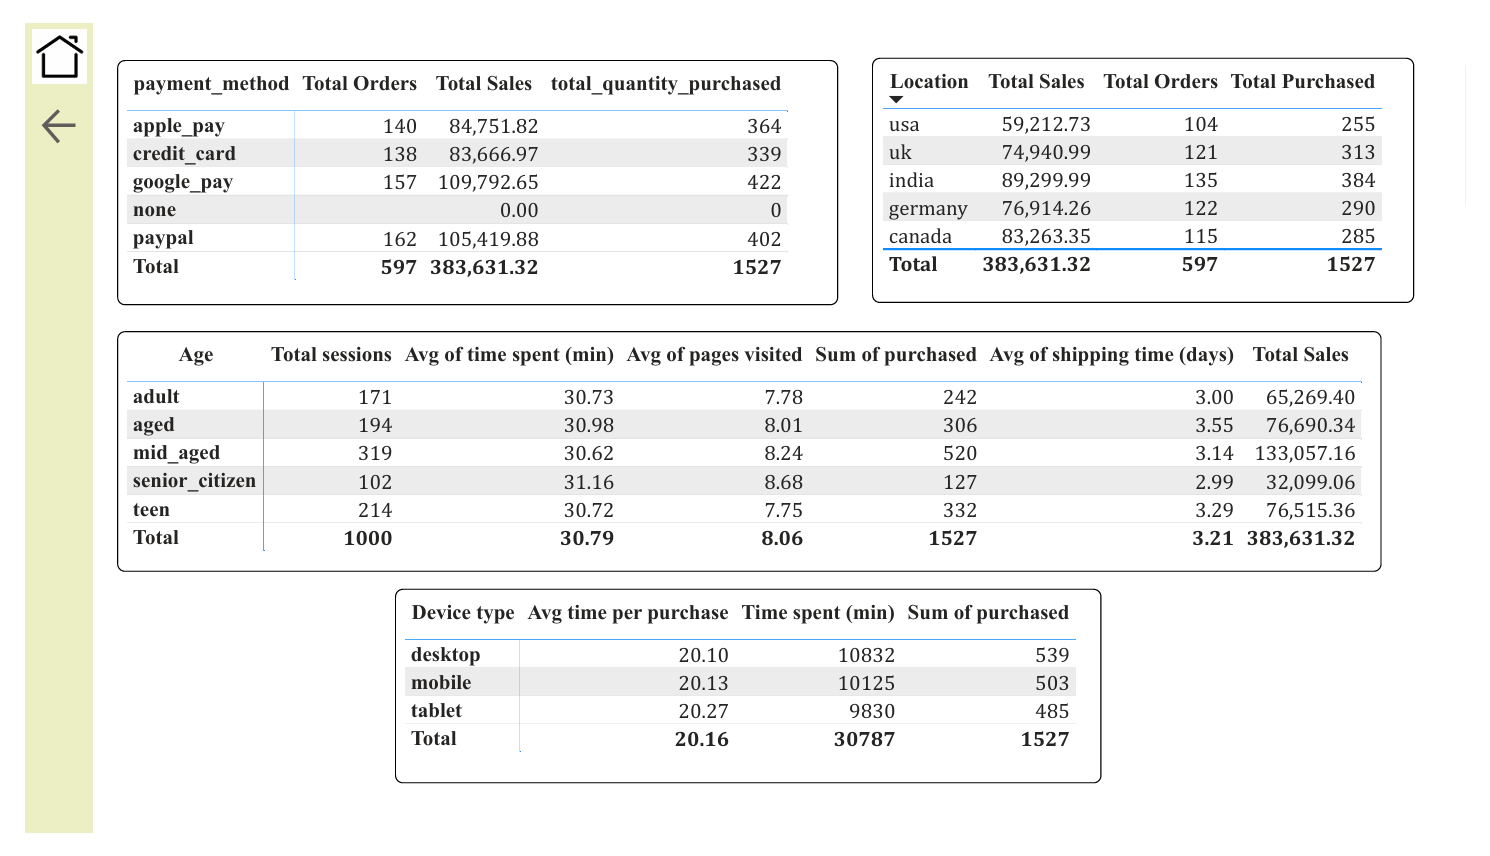 payment_method Total Orders Total Sales total_quantity_purchased
apple_pay 140 84,751.82 364
credit_card 138 83,666.97 339
google_pay 157 109,792.65 422
none 0.00 0
paypal 162 105,419.88 402
Total 597 383,631.32 1527
Location Total Sales Total Orders Total Purchased
usa 59,212.73 104 255
uk 74,940.99 121 313
india 89,299.99 135 384
germany 76,914.26 122 290
canada 83,263.35 115 285
Total 383,631.32 597 1527
Age Total sessions Avg of time spent (min) Avg of pages visited Sum of purchased Avg of shipping time (days) Total Sales
adult 171 30.73 7.78 242 3.00 65,269.40
aged 194 30.98 8.01 306 3.55 76,690.34
mid_aged 319 30.62 8.24 520 3.14 133,057.16
senior_citizen 102 31.16 8.68 127 2.99 32,099.06
teen 214 30.72 7.75 332 3.29 76,515.36
Total 1000 30.79 8.06 1527 3.21 383,631.32
Device type Avg time per purchase Time spent (min) Sum of purchased
desktop 20.10 10832 539
mobile 20.13 10125 503
tablet 20.27 9830 485
Total 20.16 30787 1527